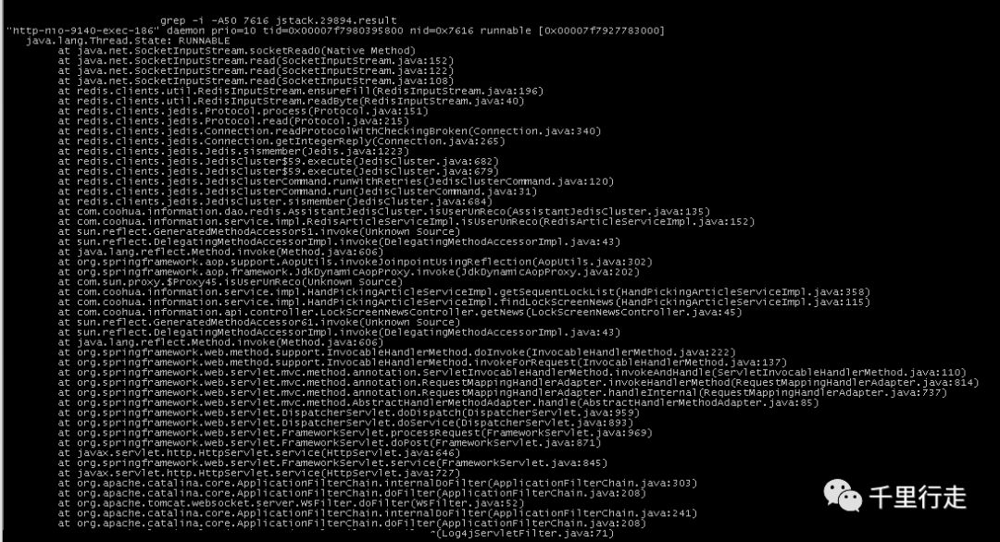 grep -i -A50 7616 jstack.29894.result
"http-nio-9140-exec-186" daemon prio=10 tid=0x00007f7980395800 nid=0x7616 runnable [0x00007f7927783000]
java.lang.Thread.State: RUNNABLE
at java.net.SocketInputStream.socketRead0(Native Method)
at java.net.SocketInputStream.read(SocketInputStream.java:152)
at java.net.SocketInputStream.read(SocketInputStream.java:122)
at java.net.SocketInputStream.read(SocketInputStream.java:108)
at redis.clients.util.RedisInputStream.ensureFill(RedisInputStream.java:196)
at redis.clients.util.RedisInputStream.readByte(RedisInputStream.java:40)
at redis.clients.jedis.Protocol.process(Protocol.java:151)
at redis.clients.jedis.Protocol.read(Protocol.java:215)
at redis.clients.jedis.Connection.readProtocolWithCheckingBroken(Connection.java:340)
at redis.clients.jedis.Connection.getIntegerReply(Connection.java:265)
at redis.clients.jedis.Jedis.sismember(Jedis.java:1223)
at redis.clients.jedis.JedisCluster$59.execute(JedisCluster.java:682)
at redis.clients.jedis.JedisCluster$59.execute(JedisCluster.java:679)
at redis.clients.jedis.JedisClusterCommand.runWithRetries(JedisClusterCommand.java:120)
at redis.clients.jedis.JedisClusterCommand.run(JedisClusterCommand.java:31)
at redis.clients.jedis.JedisCluster.sismember(JedisCluster.java:684)
at com.coohua.information.dao.redis.AssistantJedisCluster.isUserUnReco(AssistantJedisCluster.java:135)
at com.coohua.information.service.impl.RedisArticleServiceImpl.isUserUnReco(RedisArticleServiceImpl.java:152)
at sun.reflect.GeneratedMethodAccessor51.invoke(Unknown Source)
at sun.reflect.DelegatingMethodAccessorImpl.invoke(DelegatingMethodAccessorImpl.java:43)
at java.lang.reflect.Method.invoke(Method.java:606)
at org.springframework.aop.support.AopUtils.invokeJoinpointUsingReflection(AopUtils.java:302)
at org.springframework.aop.framework.JdkDynamicAopProxy.invoke(JdkDynamicAopProxy.java:202)
at com.sun.proxy.$Proxy45.isUserUnReco(Unknown Source)
at com.coohua.information.service.impl.HandPickingArticleServiceImpl.getSequentLockList(HandPickingArticleServiceImpl.java:358)
at com.coohua.information.service.impl.HandPickingArticleServiceImpl.findLockScreenNews(HandPickingArticleServiceImpl.java:115)
at com.coohua.information.api.controller.LockScreenNewsController.getNews(LockScreenNewsController.java:45)
at sun.reflect.GeneratedMethodAccessor61.invoke(Unknown Source)
at sun.reflect.DelegatingMethodAccessorImpl.invoke(DelegatingMethodAccessorImpl.java:43)
at java.lang.reflect.Method.invoke(Method.java:606)
at org.springframework.web.method.support.InvocableHandlerMethod.doInvoke(InvocableHandlerMethod.java:222)
at org.springframework.web.method.support.InvocableHandlerMethod.invokeForRequest(InvocableHandlerMethod.java:137)
at org.springframework.web.servlet.mvc.method.annotation.ServletInvocableHandlerMethod.invokeAndHandle(ServletInvocableHandlerMethod.java:110)
at org.springframework.web.servlet.mvc.method.annotation.RequestMappingHandlerAdapter.invokeHandlerMethod(RequestMappingHandlerAdapter.java:814)
at org.springframework.web.servlet.mvc.method.annotation.RequestMappingHandlerAdapter.handleInternal(RequestMappingHandlerAdapter.java:737)
at org.springframework.web.servlet.mvc.method.AbstractHandlerMethodAdapter.handle(AbstractHandlerMethodAdapter.java:85)
at org.springframework.web.servlet.DispatcherServlet.doDispatch(DispatcherServlet.java:959)
at org.springframework.web.servlet.DispatcherServlet.doService(DispatcherServlet.java:893)
at org.springframework.web.servlet.FrameworkServlet.processRequest(FrameworkServlet.java:969)
at org.springframework.web.servlet.FrameworkServlet.doPost(FrameworkServlet.java:871)
at javax.servlet.http.HttpServlet.service(HttpServlet.java:646)
at org.springframework.web.servlet.FrameworkServlet.service(FrameworkServlet.java:845)
at javax.servlet.http.HttpServlet.service(HttpServlet.java:727)
at org.apache.catalina.core.ApplicationFilterChain.internalDoFilter(ApplicationFilterChain.java:303)
at org.apache.catalina.core.ApplicationFilterChain.doFilter(ApplicationFilterChain.java:208)
at org.apache.tomcat.websocket.server.WsFilter.doFilter(WsFilter.java:52)
at org.apache.catalina.core.ApplicationFilterChain.internalDoFilter(ApplicationFilterChain.java:241)
at org.apache.catalina.core.ApplicationFilterChain.doFilter(ApplicationFilterChain.java:208)
(Log4jServletFilter.java:71)
千里行走